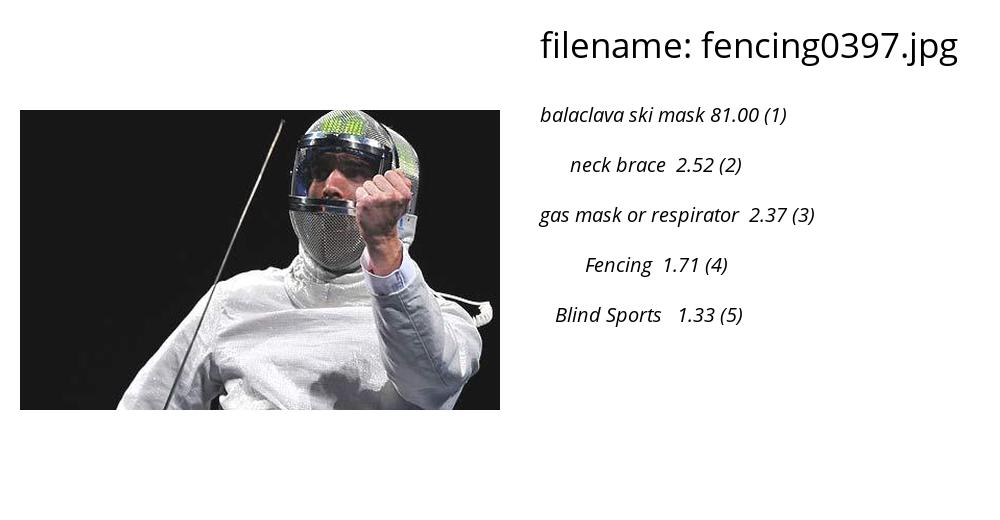 filename: fencing0397.jpg
balaclava ski mask 81.00 (1)
neck brace 2.52 (2)
gas mask or respirator 2.37 (3)
Fencing 1.71 (4)
Blind Sports 1.33 (5)